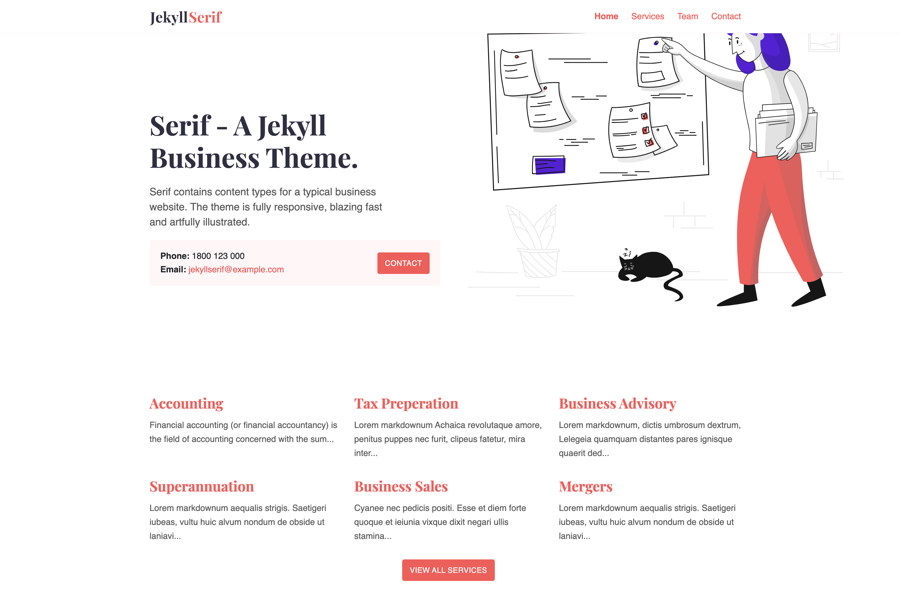 JekyllSerif
Home Services Team Contact
Serif - A Jekyll
Business Theme.
Serif contains content types for a typical business
website. The theme is fully responsive, blazing fast
and artfully illustrated.
Phone: 1800 123 000
Email: jekyllserif@example.com
CONTACT
Accounting
Financial accounting (or financial accountancy) is
the field of accounting concerned with the sum...
Tax Preperation
Lorem markdownum Achaica revolutaque amore,
penitus puppes nec furit, clipeus fatetur, mira
inter...
Business Advisory
Lorem markdownum, dictis umbrosum dextrum,
Lelegeia quamquam distantes pares ignisque
quaerit ded...
Superannuation
Lorem markdownum aequalis strigis. Saetigeri
iubeas, vultu huic alvum nondum de obside ut
laniavi...
Business Sales
Cyanee nec pedicis positi. Esse et diem forte
quoque et ieiunia vixque dixit negari ullis
stamina...
Mergers
Lorem markdownum aequalis strigis. Saetigeri
iubeas, vultu huic alvum nondum de obside ut
laniavi...
VIEW ALL SERVICES